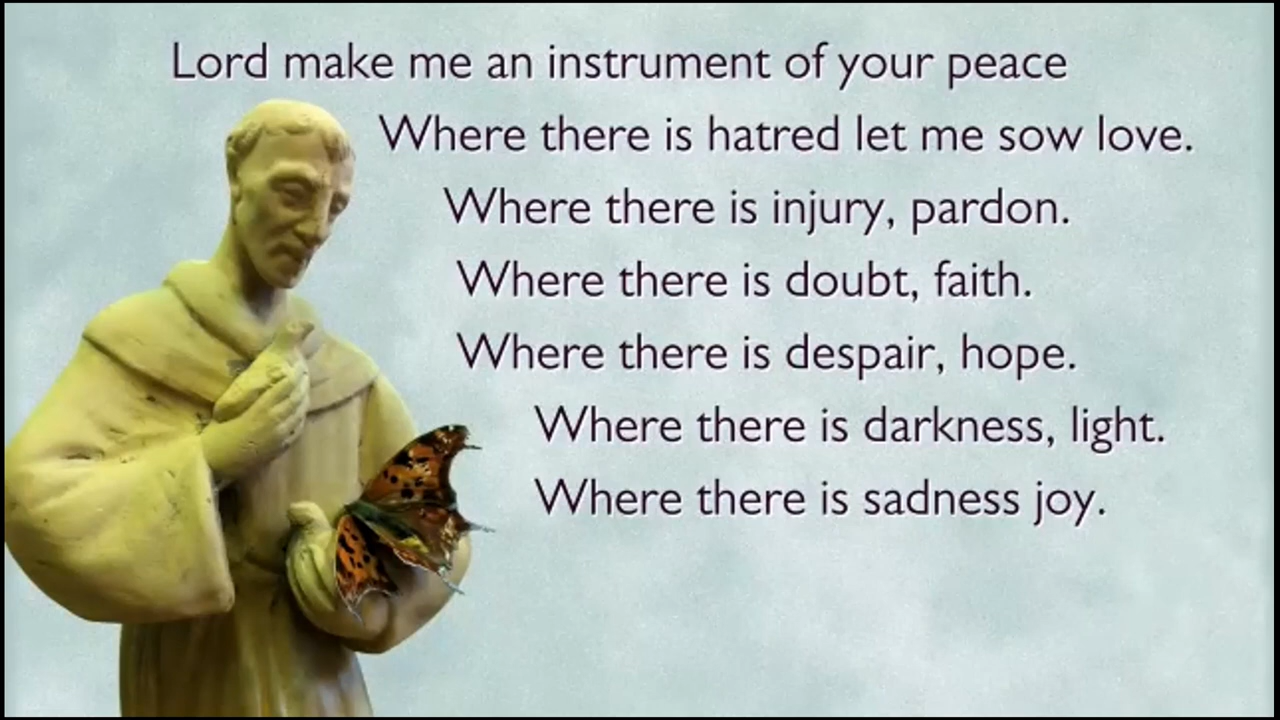 Lord make me an instrument of your peace
Where there is hatred let me sow love.
Where there is injury, pardon.
Where there is doubt, faith.
Where there is despair, hope.
Where there is darkness, light.
Where there is sadness joy.